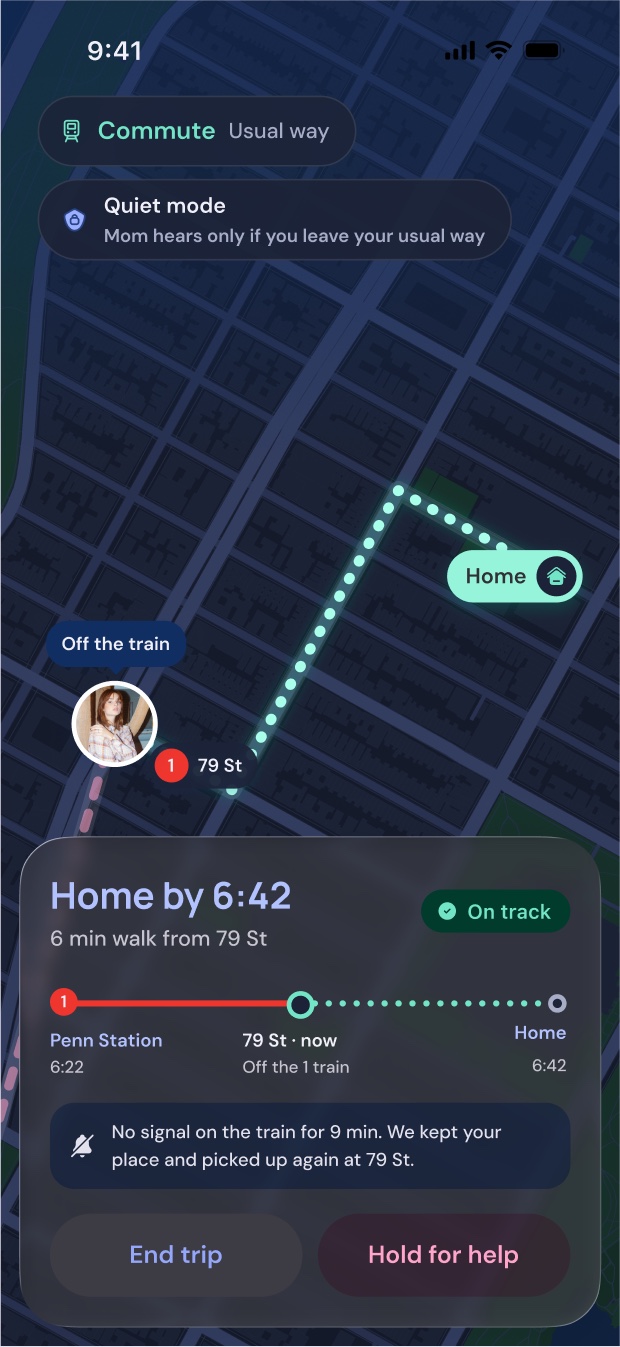 9:41
Commute Usual way
Quiet mode
Mom hears only if you leave your usual way
Home
Off the train
1 79 St
Home by 6:42
On track
6 min walk from 79 St
1
Penn Station
79 St · now
Home
6:22
Off the 1 train
6:42
No signal on the train for 9 min. We kept your
place and picked up again at 79 St.
End trip
Hold for help